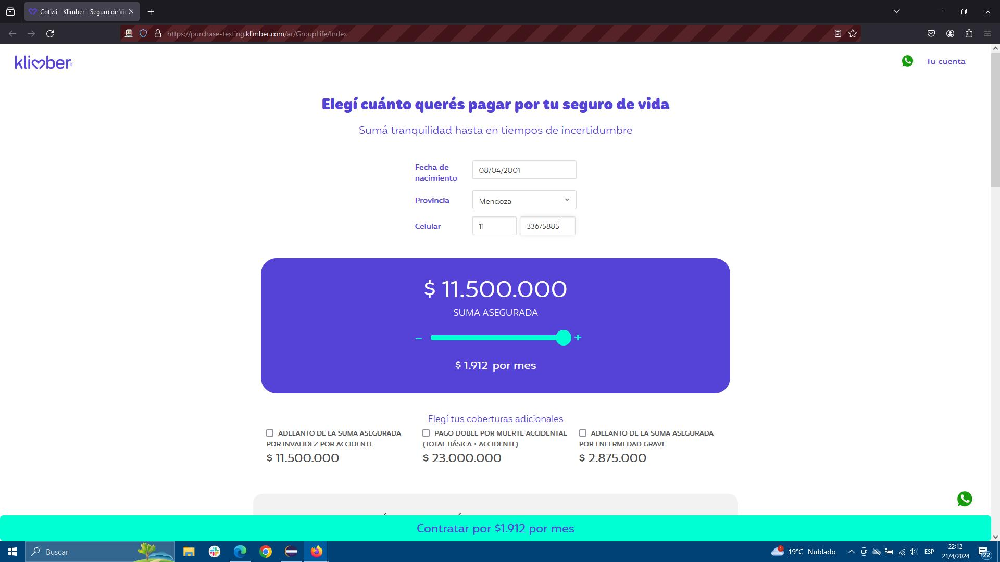 Cotizá - Klimber - Seguro de Vi
https://purchase-testing.klimber.com/ar/GroupLife/Index
klimber
Tu cuenta
Elegí cuánto querés pagar por tu seguro de vida
Sumá tranquilidad hasta en tiempos de incertidumbre
Fecha de
nacimiento
08/04/2001
Provincia
Mendoza
Celular
11
33675885
$ 11.500.000
SUMA ASEGURADA
– +
$ 1.912 por mes
Elegí tus coberturas adicionales
ADELANTO DE LA SUMA ASEGURADA
POR INVALIDEZ POR ACCIDENTE
$ 11.500.000
PAGO DOBLE POR MUERTE ACCIDENTAL
(TOTAL BÁSICA + ACCIDENTE)
$ 23.000.000
ADELANTO DE LA SUMA ASEGURADA
POR ENFERMEDAD GRAVE
$ 2.875.000
Contratar por $1.912 por mes
Buscar
1
19°C Nublado
ESP
22:12
21/4/2024
22